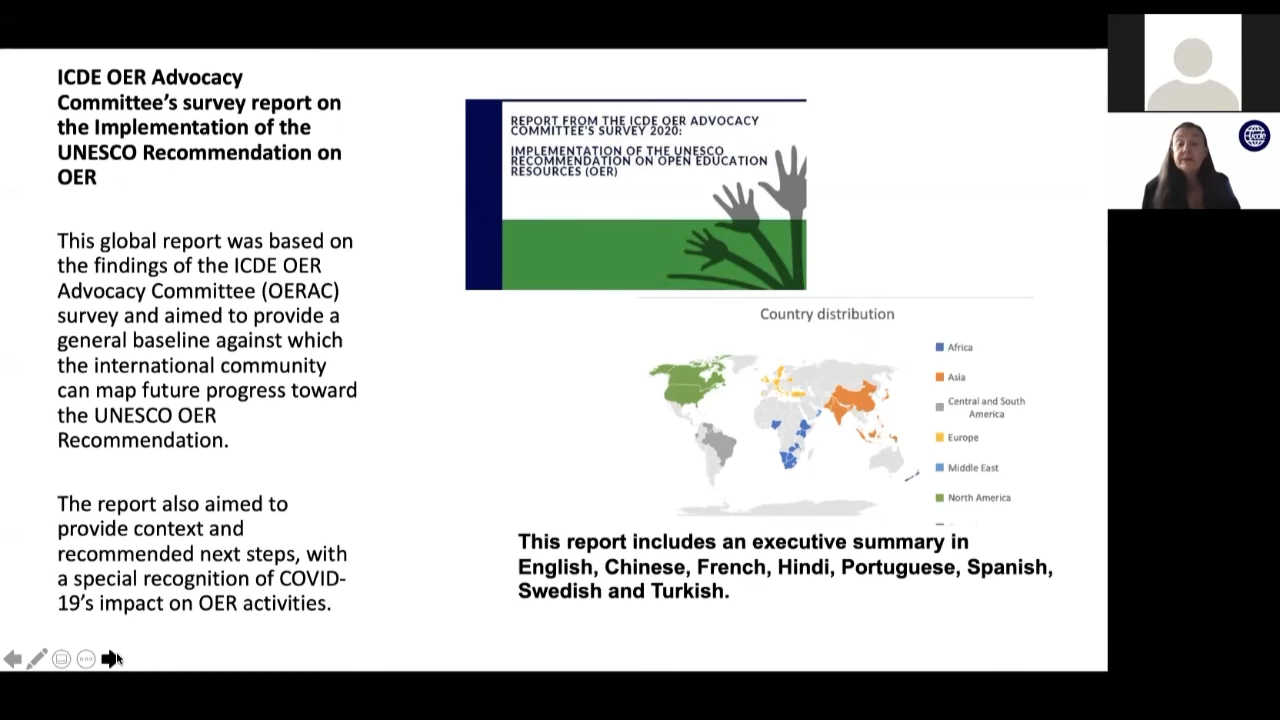 ICDE OER Advocacy
Committee's survey report on
the Implementation of the
UNESCO Recommendation on
OER
This global report was based on
the findings of the ICDE OER
Advocacy Committee (OERAC)
survey and aimed to provide a
general baseline against which
the international community
can map future progress toward
the UNESCO OER
Recommendation.
The report also aimed to
provide context and
recommended next steps, with
a special recognition of COVID-
19's impact on OER activities.
REPORT FROM THE ICDE OER ADVOCACY
COMMITTEE'S SURVEY 2020:
IMPLEMENTATION OF THE UNESCO
RECOMMENDATION ON OPEN EDUCATION
RESOURCES (OER)
Country distribution
Africa
Asia
Central and South
America
Europe
Middle East
North America
This report includes an executive summary in
English, Chinese, French, Hindi, Portuguese, Spanish,
Swedish and Turkish.
icde